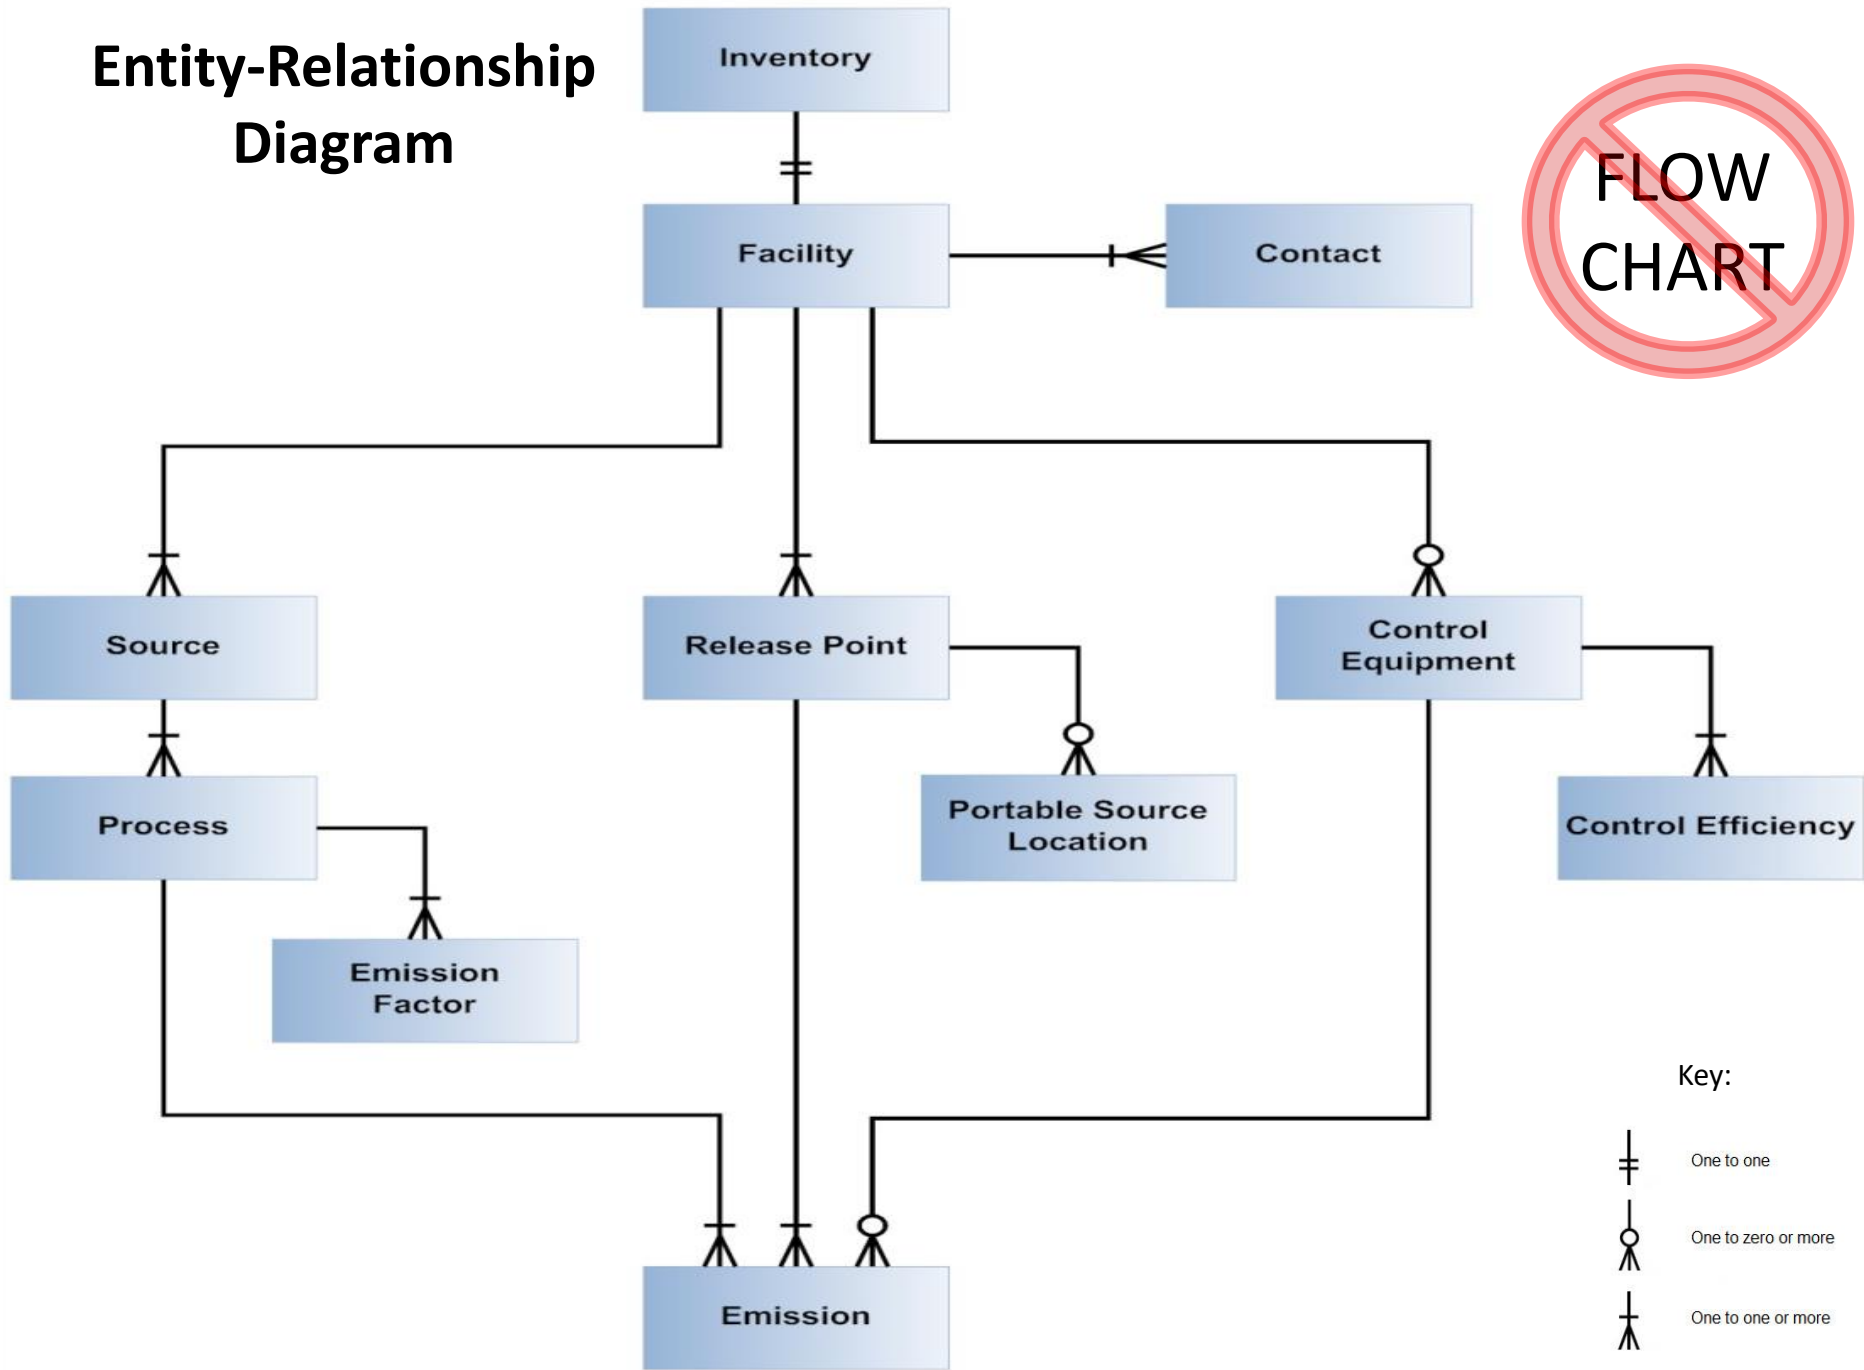 Entity-Relationship
Diagram
Inventory
FLOW
CHART
Facility
Contact
Source
Release Point
Control
Equipment
Process
Portable Source
Location
Control Efficiency
Emission
Factor
Key:
One to one
One to zero or more
One to one or more
Emission